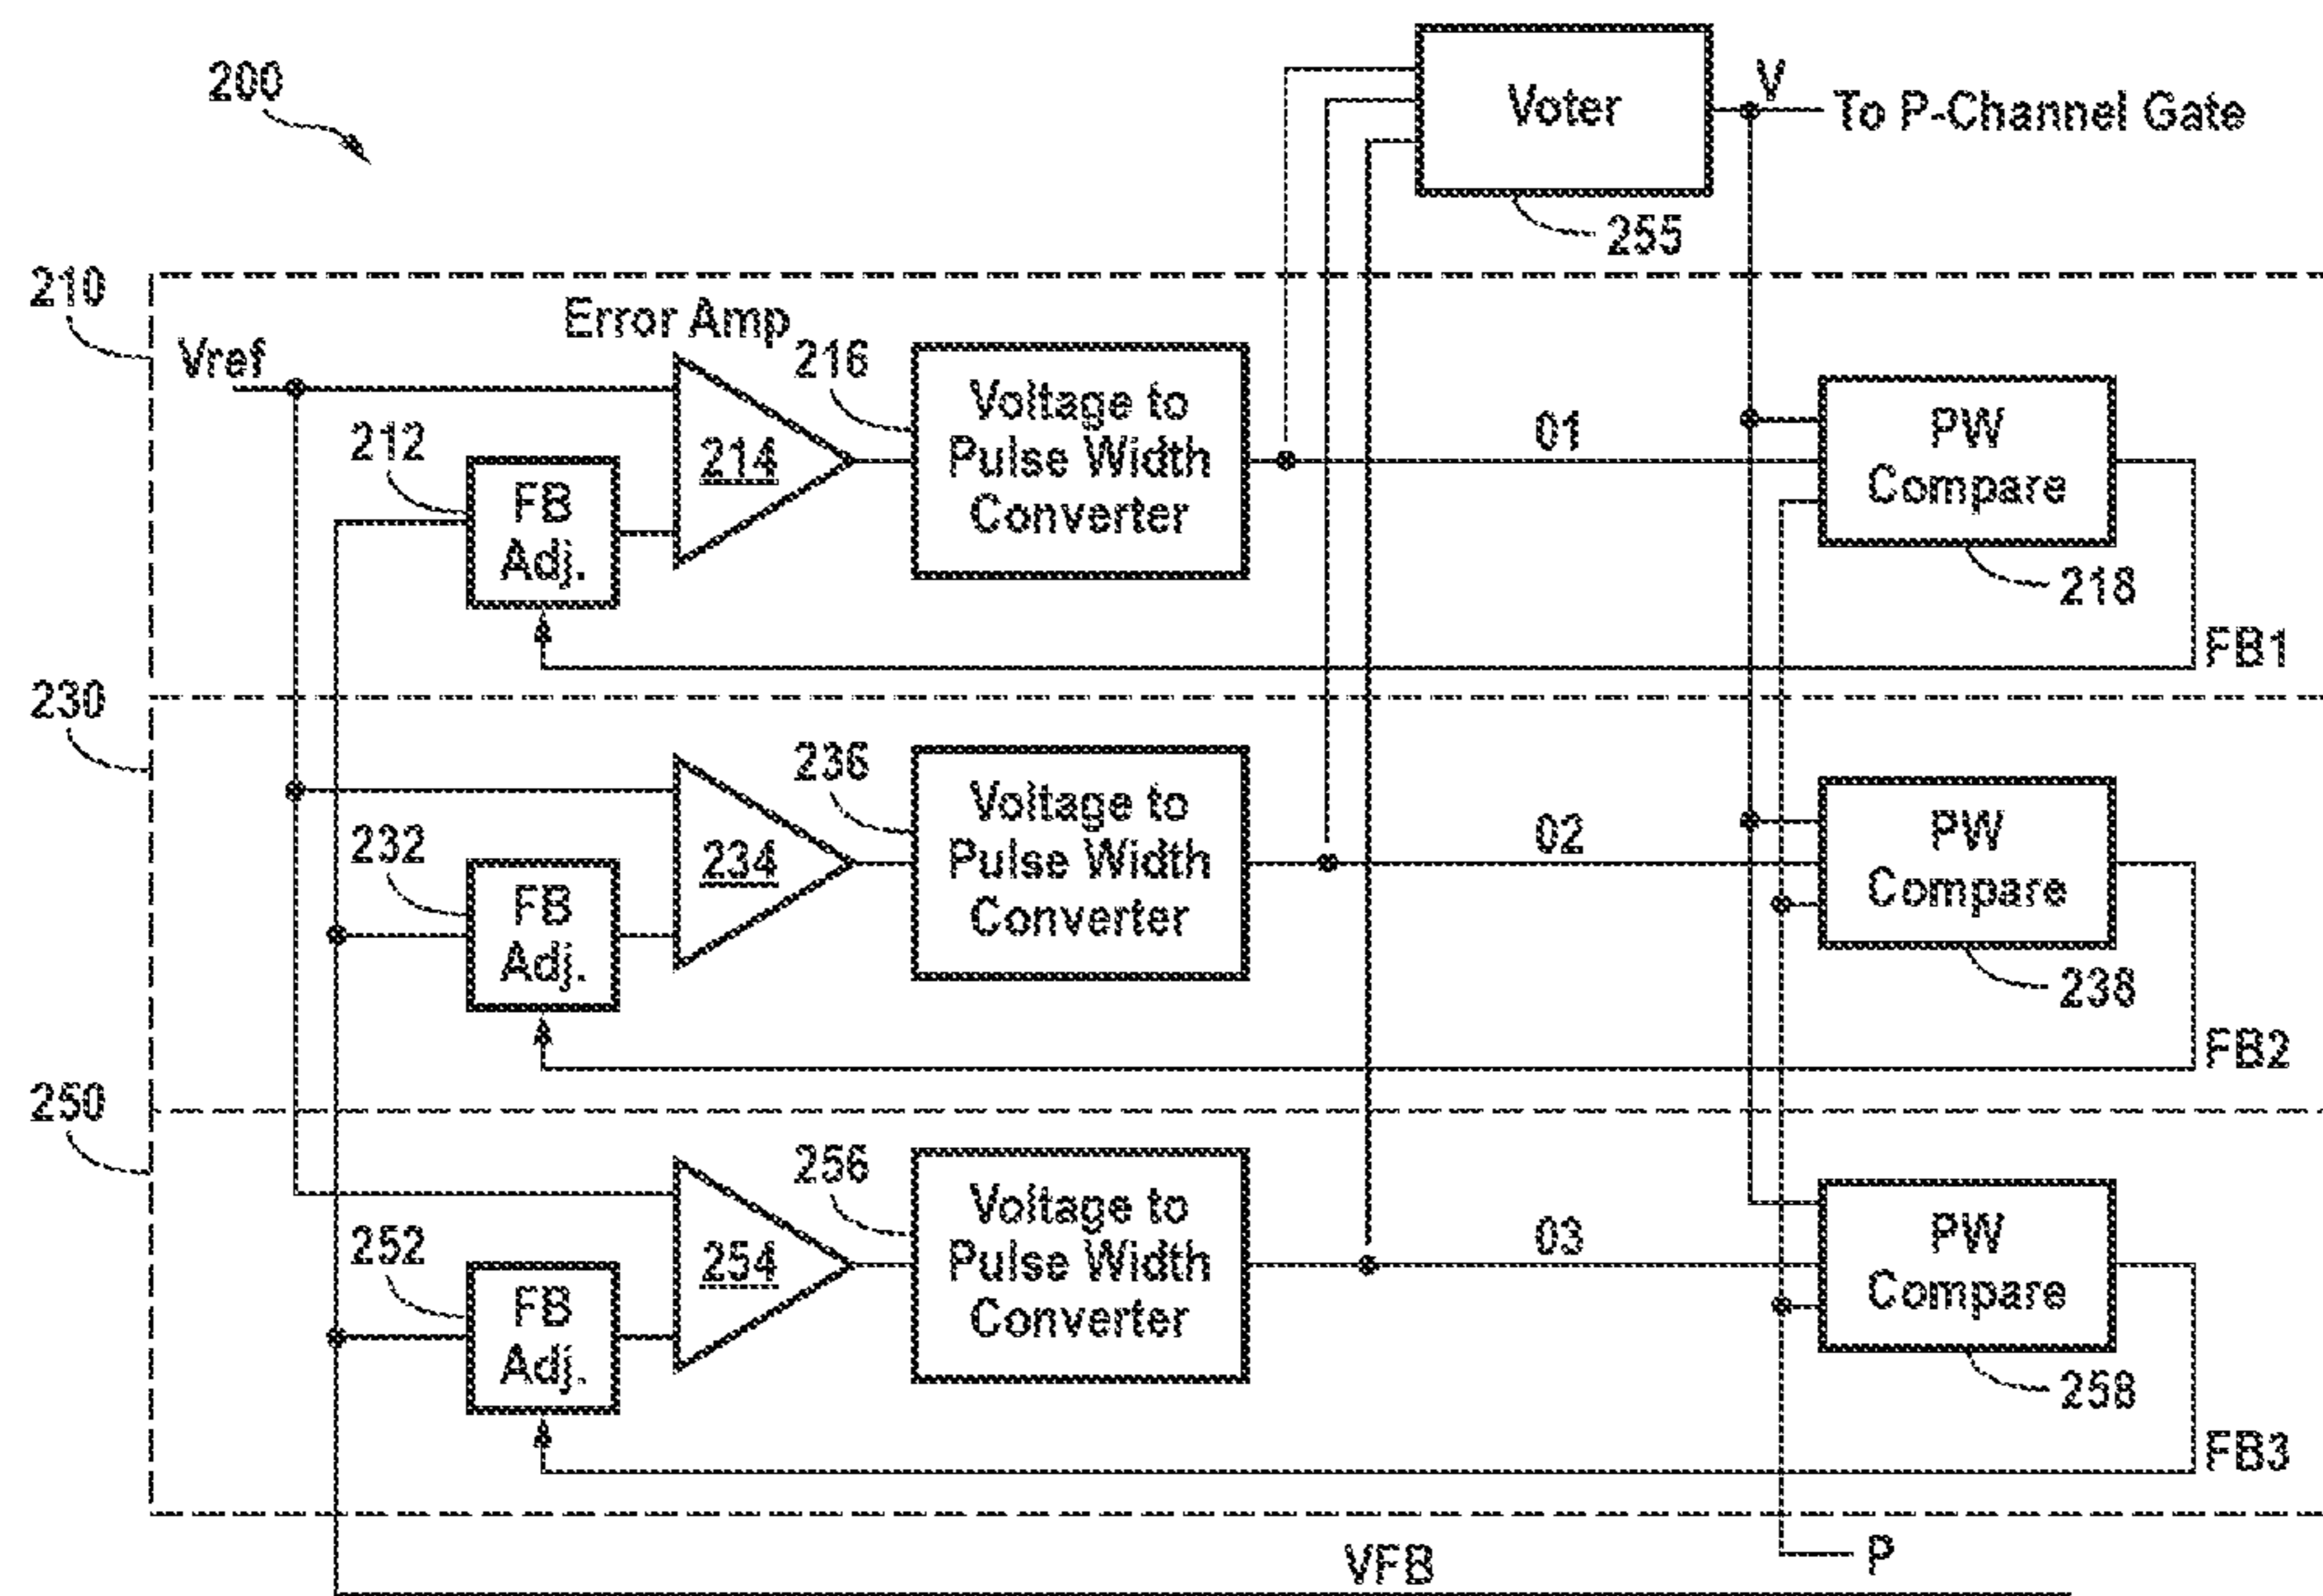 200
Voter
V
To P-Channel Gate
255
210
Vref
Error Amp
216
Voltage to
Pulse Width
Converter
212
FB
Adj.
214
01
PW
Compare
218
FB1
230
236
Voltage to
Pulse Width
Converter
232
FB
Adj.
234
02
PW
Compare
238
FB2
250
256
Voltage to
Pulse Width
Converter
252
FB
Adj.
254
03
PW
Compare
258
FB3
VFB
P